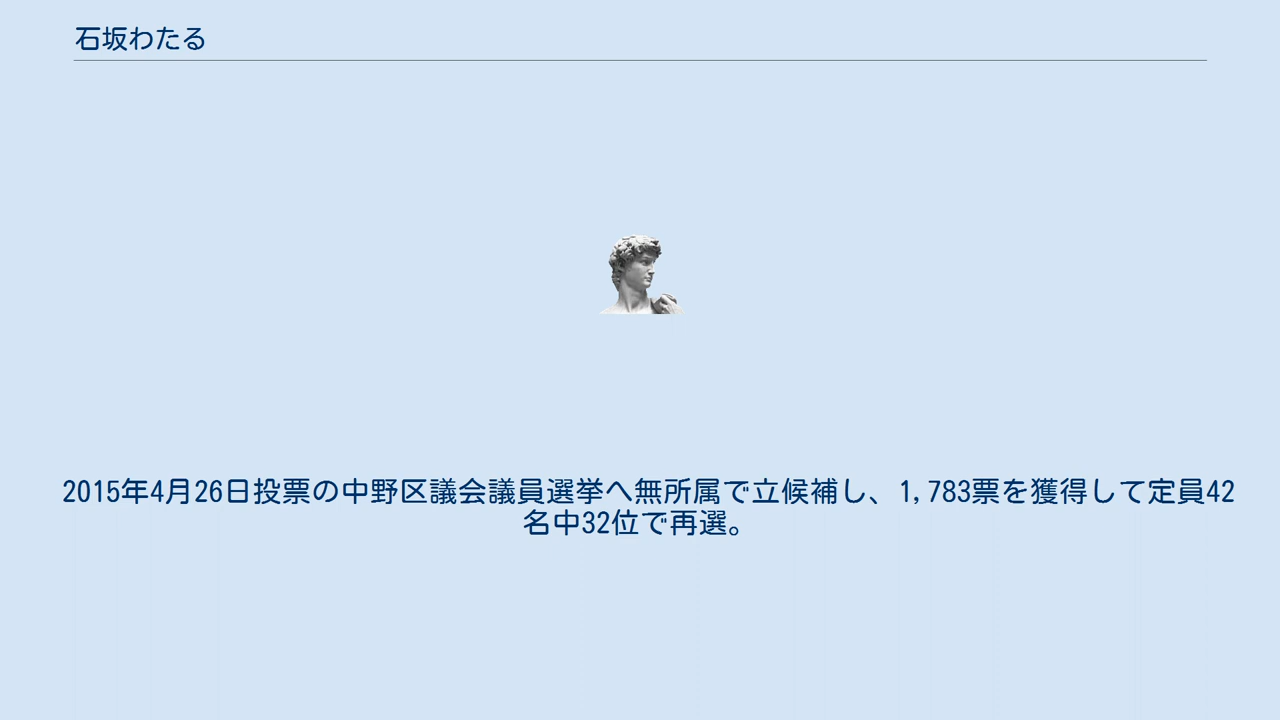 石坂わたる
2015年4月26日投票の中野区議会議員選挙へ無所属で立候補し、1,783票を獲得して定員42
名中32位で再選。